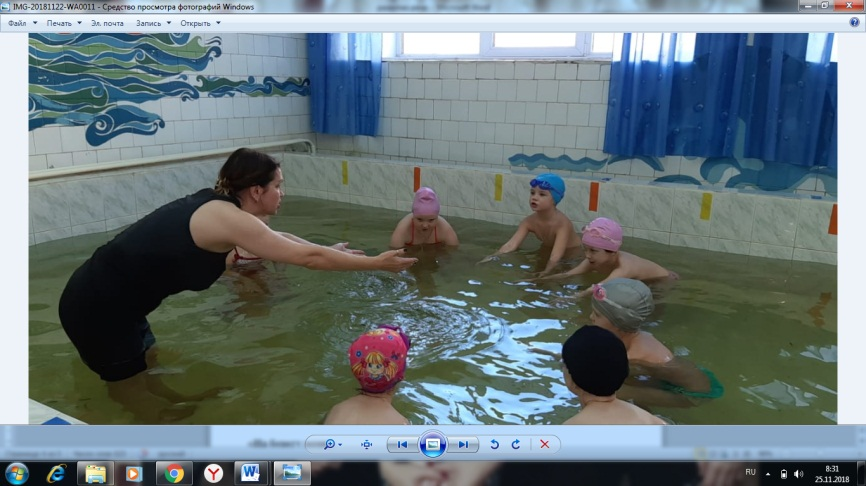 IMG-20181122-WA0011 - Средство просмотра фотографий Windows
Файл Печать Эл. почта Запись Открыть
RU
8:31
25.11.2018